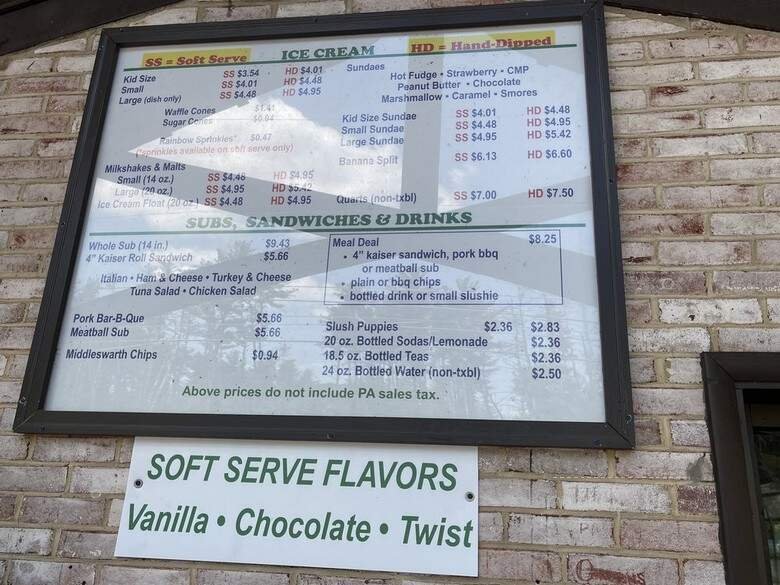 SS = Soft Serve ICE CREAM HD = Hand-Dipped
Kid Size SS $3.54 HD $4.01
Small SS $4.01 HD $4.48
Large (dish only) SS $4.48 HD $4.95
Waffle Cones $1.41
Sugar Cones $0.94
Rainbow Sprinkles* $0.47
(*sprinkles available on soft serve only)
Milkshakes & Malts
Small (14 oz.) SS $4.48 HD $4.95
Large (20 oz.) SS $4.95 HD $5.42
Ice Cream Float (20 oz.) SS $4.48 HD $4.95
Sundaes
Hot Fudge • Strawberry • CMP
Peanut Butter • Chocolate
Marshmallow • Caramel • Smores
Kid Size Sundae SS $4.01 HD $4.48
Small Sundae SS $4.48 HD $4.95
Large Sundae SS $4.95 HD $5.42
Banana Split SS $6.13 HD $6.60
Quarts (non-txbl) SS $7.00 HD $7.50
SUBS, SANDWICHES & DRINKS
Whole Sub (14 in.) $9.43
4" Kaiser Roll Sandwich $5.66
Italian • Ham & Cheese • Turkey & Cheese
Tuna Salad • Chicken Salad
Pork Bar-B-Que $5.66
Meatball Sub $5.66
Middleswarth Chips $0.94
Meal Deal $8.25
• 4" kaiser sandwich, pork bbq
or meatball sub
• plain or bbq chips
• bottled drink or small slushie
Slush Puppies $2.36 $2.83
20 oz. Bottled Sodas/Lemonade $2.36
18.5 oz. Bottled Teas $2.36
24 oz. Bottled Water (non-txbl) $2.50
Above prices do not include PA sales tax.
SOFT SERVE FLAVORS
Vanilla • Chocolate • Twist